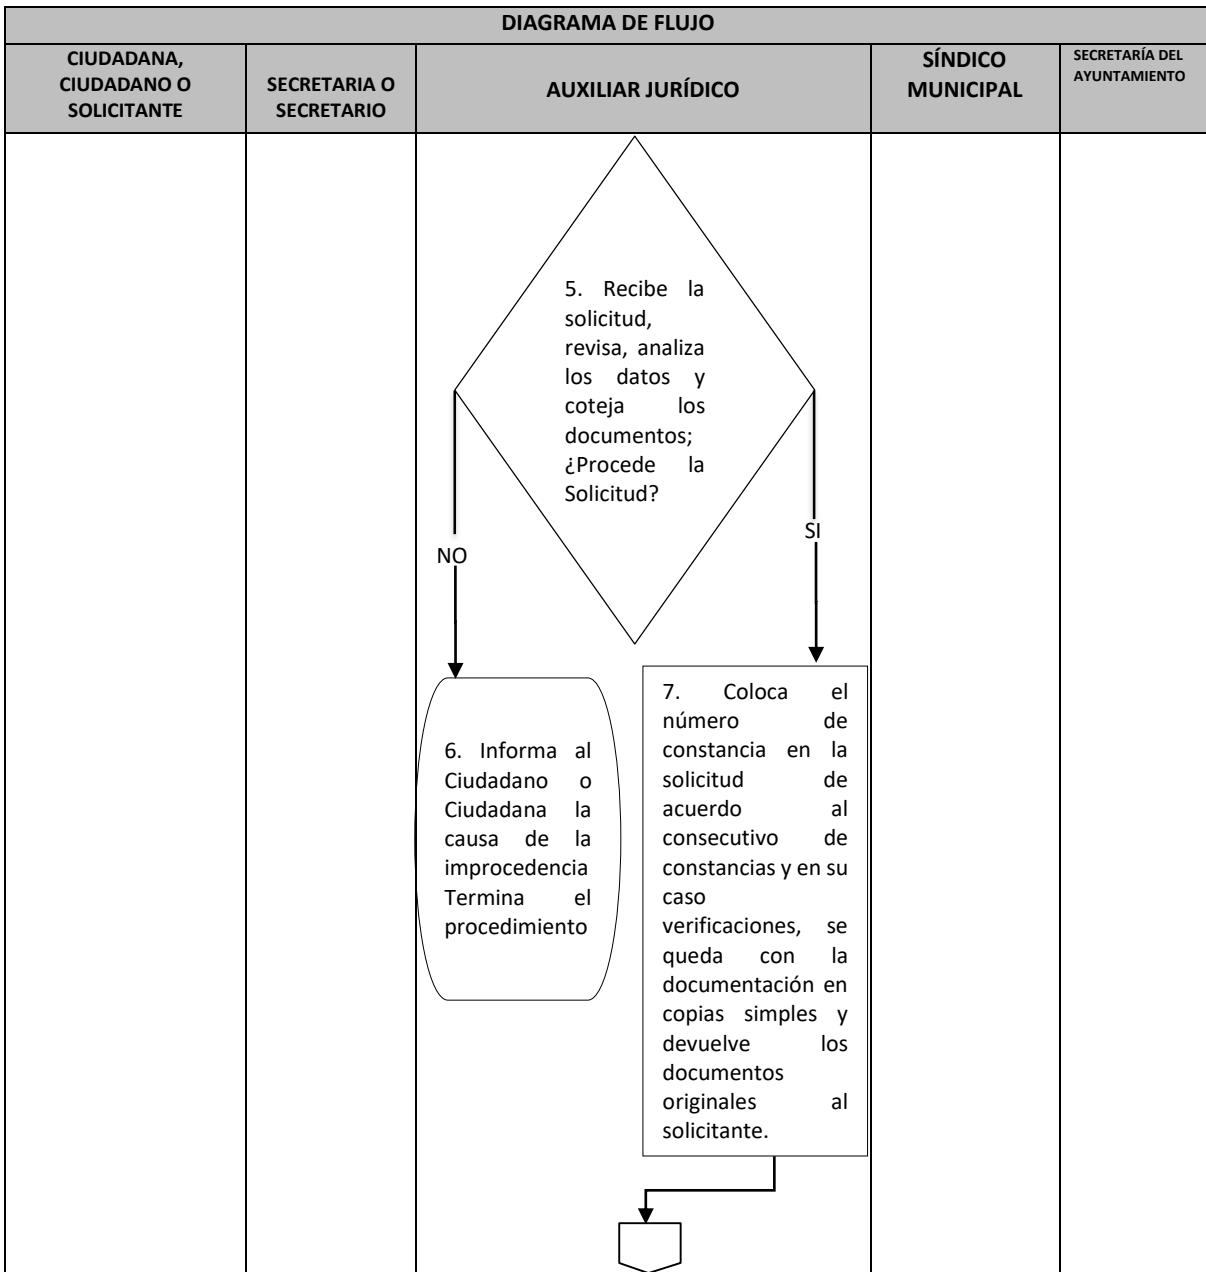 DIAGRAMA DE FLUJO
CIUDADANA,
CIUDADANO O
SOLICITANTE
SECRETARIA O
SECRETARIO
AUXILIAR JURÍDICO
SÍNDICO
MUNICIPAL
SECRETARÍA DEL
AYUNTAMIENTO
5. Recibe la
solicitud,
revisa, analiza
los datos y
coteja los
documentos;
¿Procede la
Solicitud?
NO
SI
6. Informa al
Ciudadano o
Ciudadana la
causa de la
improcedencia
Termina el
procedimiento
7. Coloca el
número de
constancia en la
solicitud de
acuerdo al
consecutivo de
constancias y en su
caso
verificaciones, se
queda con la
documentación en
copias simples y
devuelve los
documentos
originales al
solicitante.